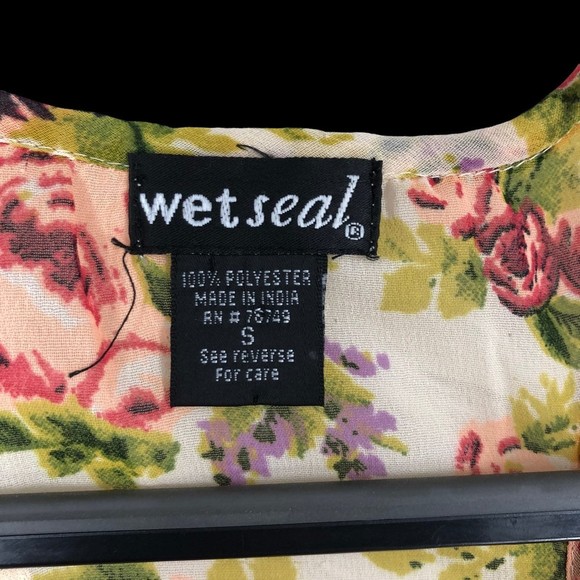 wet seal®
100% POLYESTER
MADE IN INDIA
RN # 76749
S
See reverse
For care